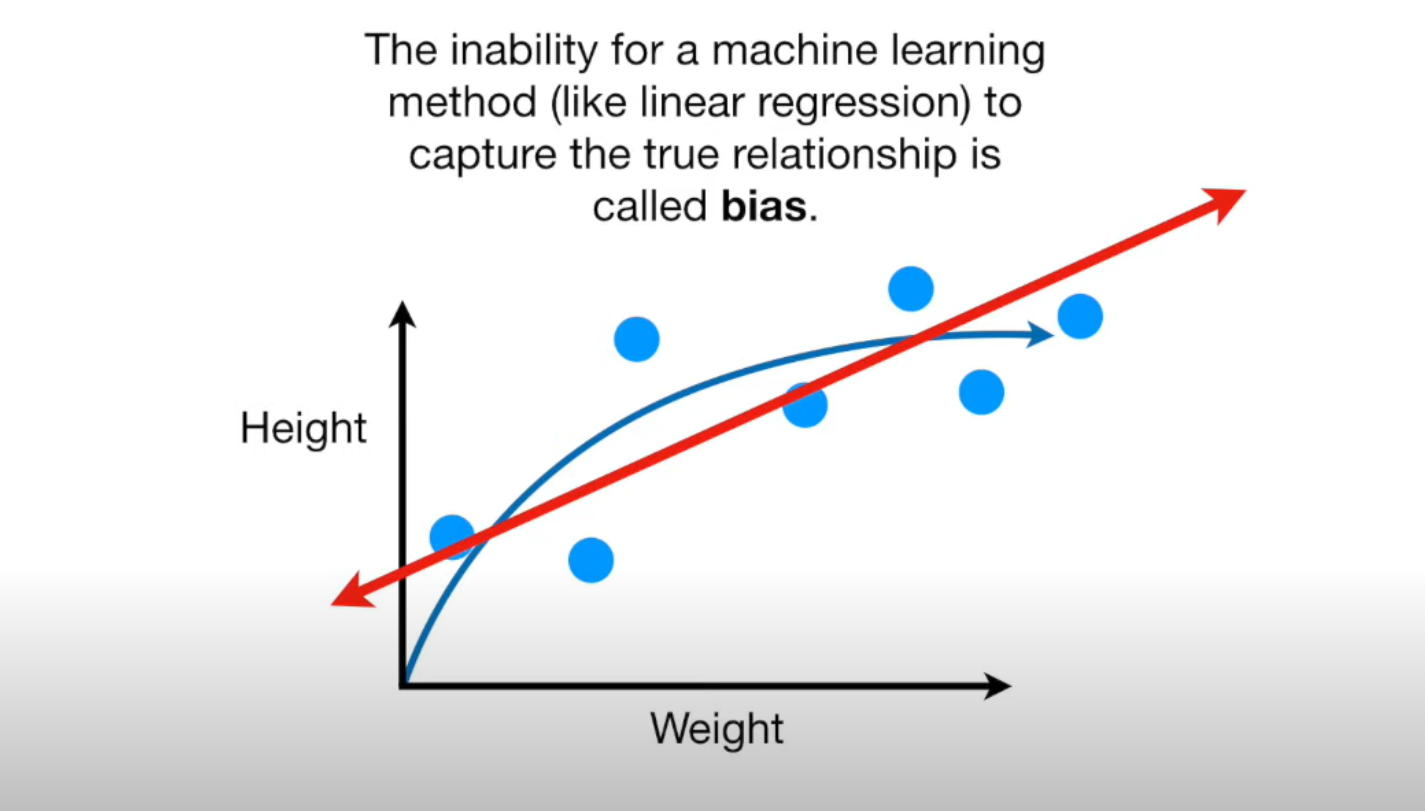 The inability for a machine learning
method (like linear regression) to
capture the true relationship is
called bias.
Height
Weight